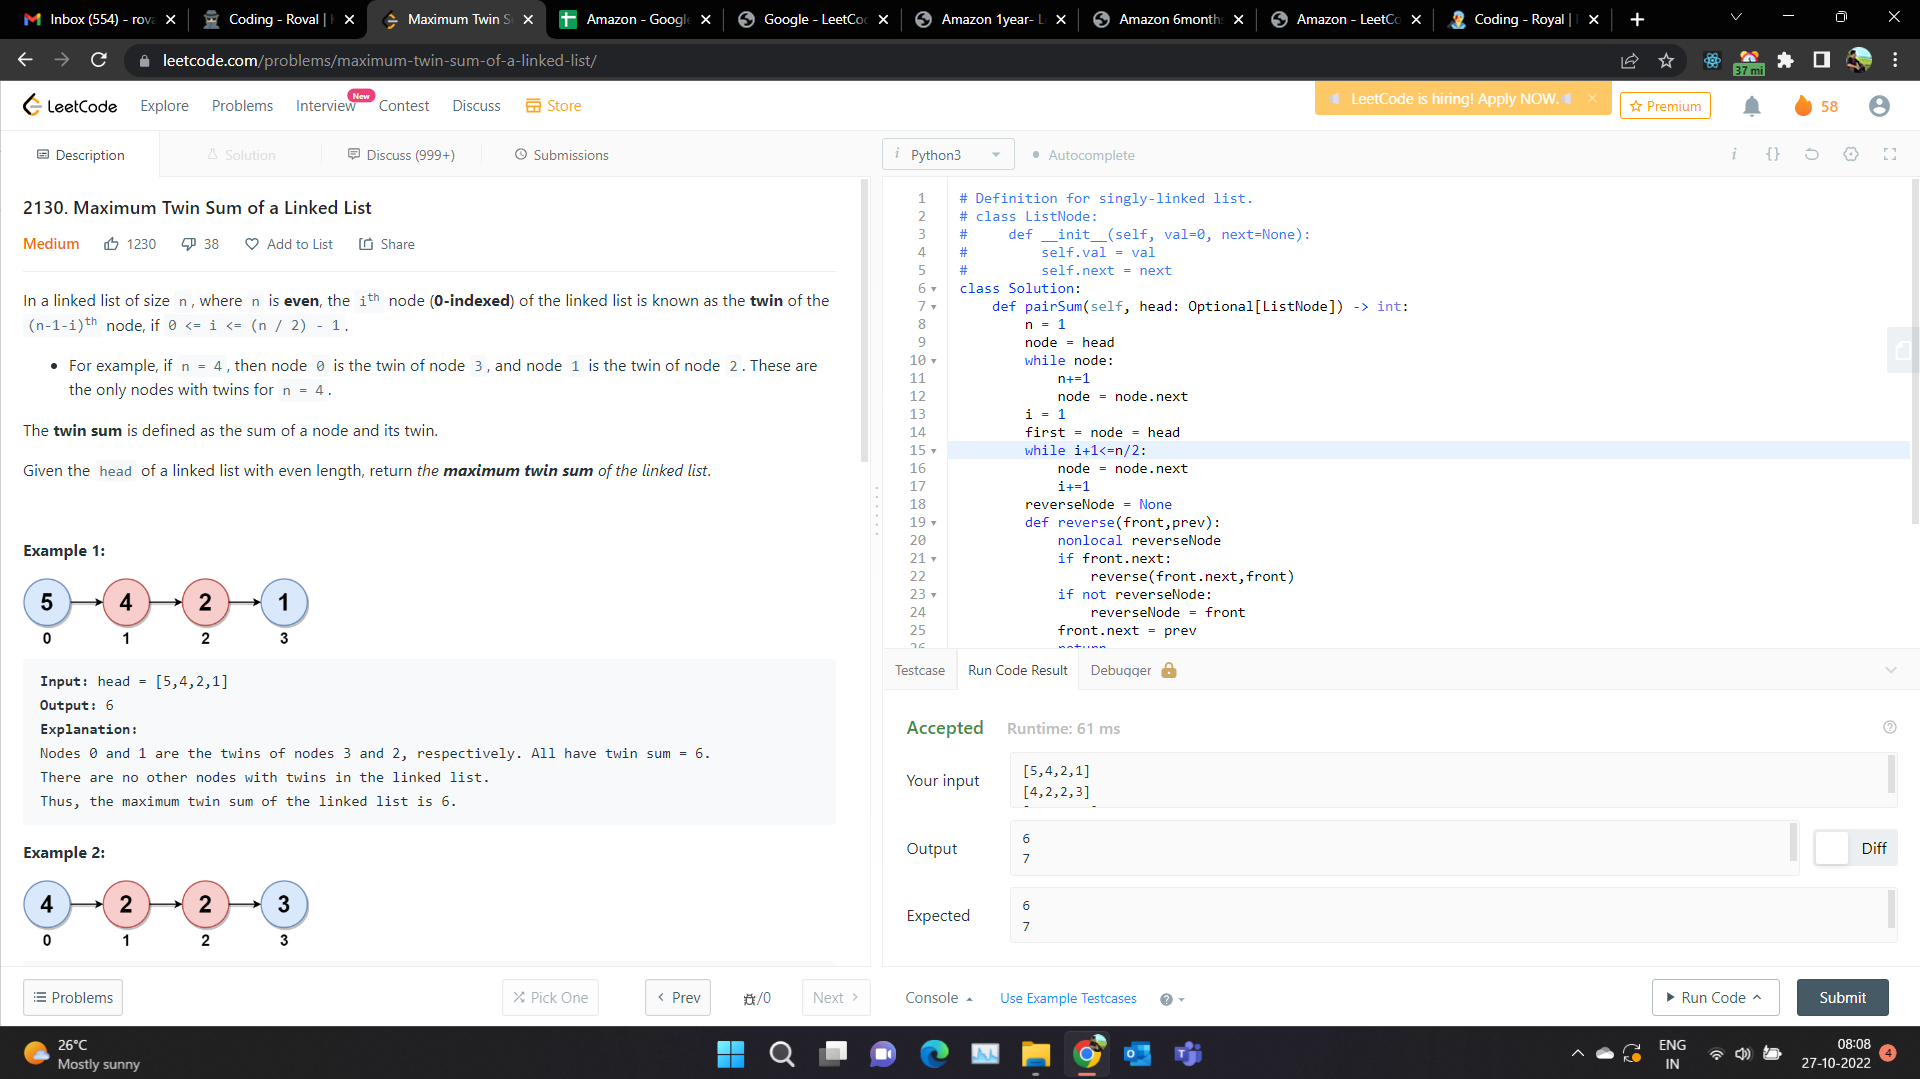 Inbox (554) - rova
Coding - Roval |
Maximum Twin S
Amazon - Google
Google - LeetCoo
Amazon 1year- L
Amazon 6months
Amazon - LeetCo
Coding - Royal |
leetcode.com/problems/maximum-twin-sum-of-a-linked-list/
37 mi
LeetCode
Explore
Problems
Interview
New
Contest
Discuss
Store
LeetCode is hiring! Apply NOW.
Premium
58
Description
Solution
Discuss (999+)
Submissions
i Python3
Autocomplete
2130. Maximum Twin Sum of a Linked List
Medium 1230 38 Add to List Share
In a linked list of size n, where n is even, the ith node (0-indexed) of the linked list is known as the twin of the
(n-1-i)th node, if 0 <= i <= (n / 2) - 1.
• For example, if n = 4, then node 0 is the twin of node 3, and node 1 is the twin of node 2. These are
the only nodes with twins for n = 4.
The twin sum is defined as the sum of a node and its twin.
Given the head of a linked list with even length, return the maximum twin sum of the linked list.
Example 1:
5 4 2 1
0 1 2 3
Input: head = [5,4,2,1]
Output: 6
Explanation:
Nodes 0 and 1 are the twins of nodes 3 and 2, respectively. All have twin sum = 6.
There are no other nodes with twins in the linked list.
Thus, the maximum twin sum of the linked list is 6.
Example 2:
4 2 2 3
0 1 2 3
Problems
Pick One
Prev
/0
Next
1 # Definition for singly-linked list.
2 # class ListNode:
3 #     def __init__(self, val=0, next=None):
4 #         self.val = val
5 #         self.next = next
6 class Solution:
7     def pairSum(self, head: Optional[ListNode]) -> int:
8         n = 1
9         node = head
10         while node:
11             n+=1
12             node = node.next
13         i = 1
14         first = node = head
15         while i+1<=n/2:
16             node = node.next
17             i+=1
18         reverseNode = None
19         def reverse(front,prev):
20             nonlocal reverseNode
21             if front.next:
22                 reverse(front.next,front)
23             if not reverseNode:
24                 reverseNode = front
25             front.next = prev
26             return
Testcase
Run Code Result
Debugger
Accepted
Runtime: 61 ms
Your input
[5,4,2,1]
[4,2,2,3]
Output
6
7
Diff
Expected
6
7
Console
Use Example Testcases
Run Code
Submit
26°C
Mostly sunny
ENG
IN
08:08
27-10-2022
4